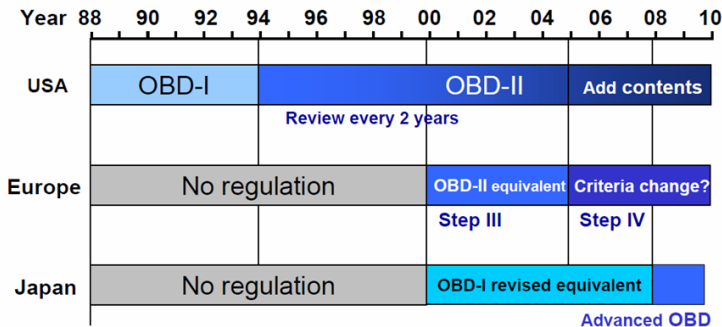 Year 88 90 92 94 96 98 00 02 04 06 08 10
USA OBD-I OBD-II Add contents
Review every 2 years
Europe No regulation OBD-II equivalent Criteria change?
Step III Step IV
Japan No regulation OBD-I revised equivalent
Advanced OBD